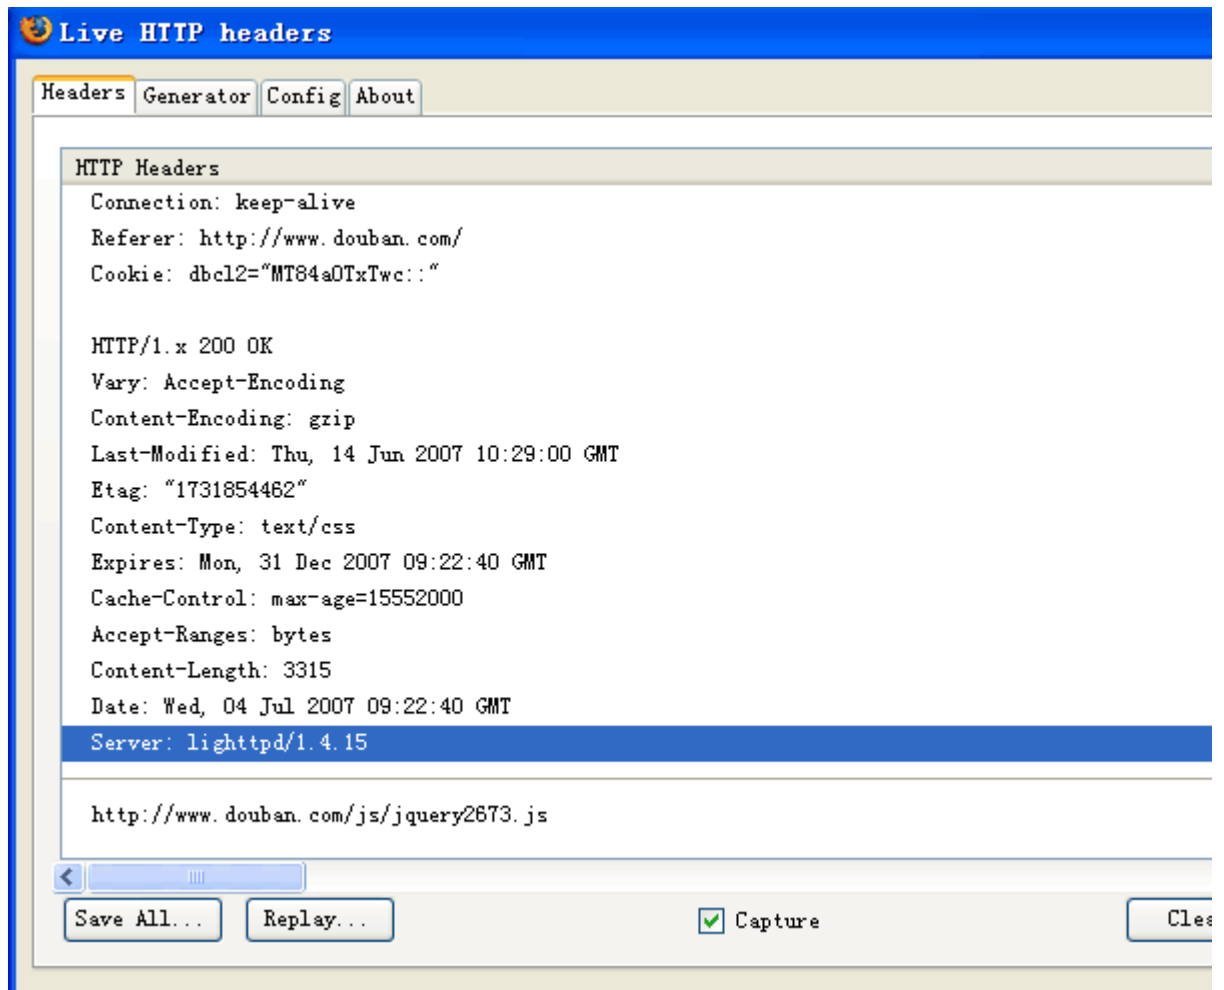 Live HTTP headers
Headers Generator Config About
HTTP Headers
Connection: keep-alive
Referer: http://www.douban.com/
Cookie: dbcl2="MT84aOTxTwc::"
HTTP/1.x 200 OK
Vary: Accept-Encoding
Content-Encoding: gzip
Last-Modified: Thu, 14 Jun 2007 10:29:00 GMT
Etag: "1731854462"
Content-Type: text/css
Expires: Mon, 31 Dec 2007 09:22:40 GMT
Cache-Control: max-age=15552000
Accept-Ranges: bytes
Content-Length: 3315
Date: Wed, 04 Jul 2007 09:22:40 GMT
Server: lighttpd/1.4.15
http://www.douban.com/js/jquery2673.js
Save All... Replay... Capture Clea